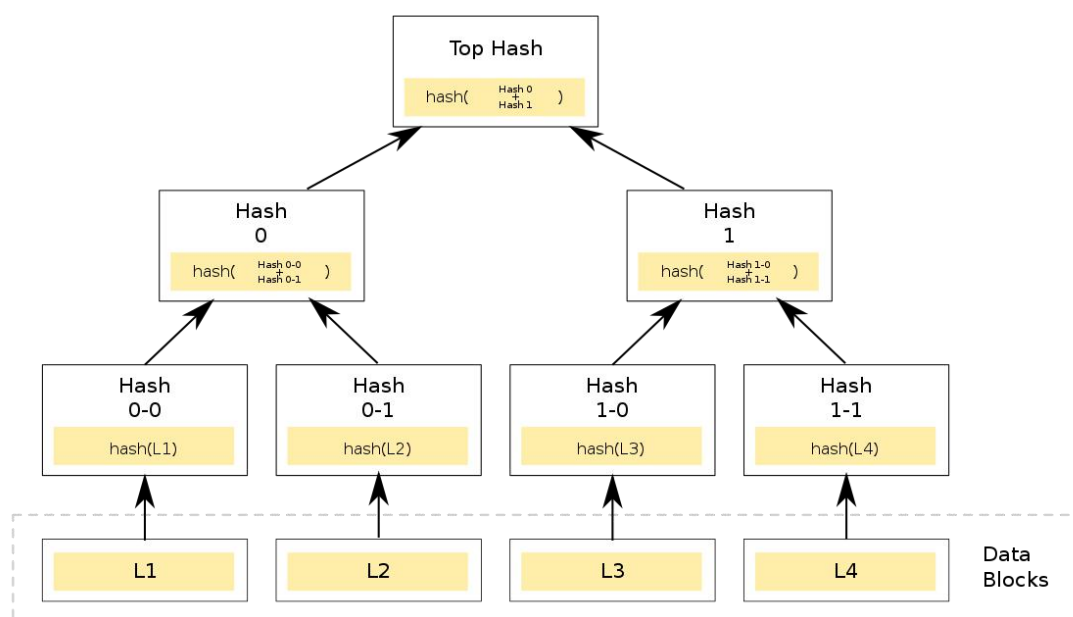 Top Hash
Hash 0
hash( + )
Hash 1
Hash
0
Hash
1
Hash 0-0
hash( + )
Hash 0-1
Hash 1-0
hash( + )
Hash 1-1
Hash
0-0
Hash
0-1
Hash
1-0
Hash
1-1
hash(L1)
hash(L2)
hash(L3)
hash(L4)
L1
L2
L3
L4
Data
Blocks